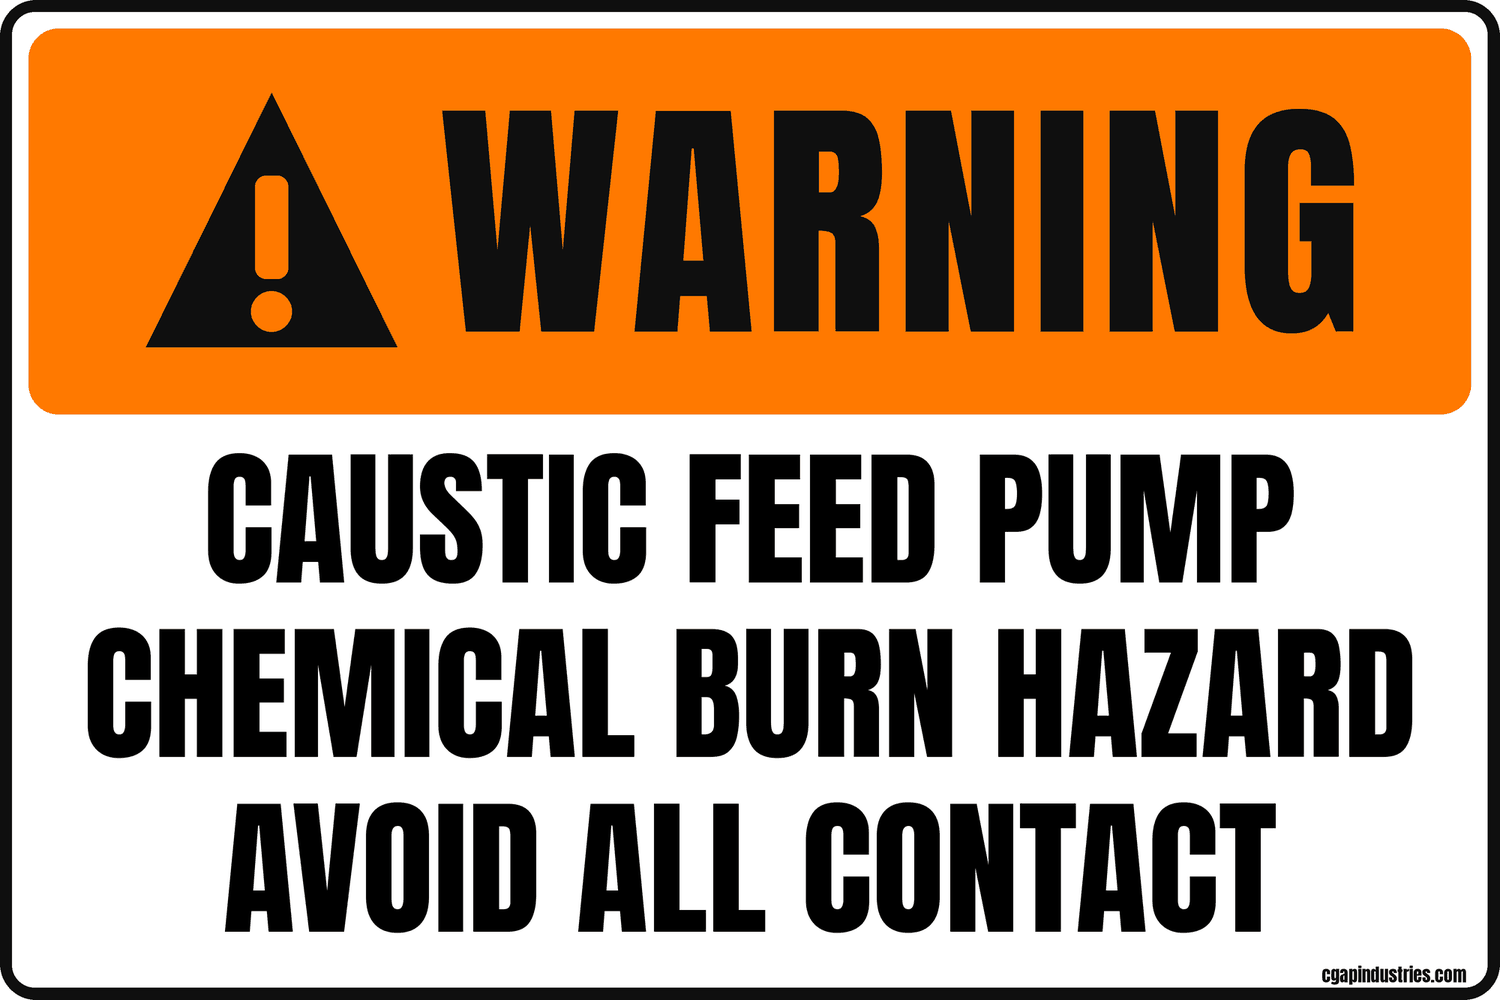 WARNING
CAUSTIC FEED PUMP
CHEMICAL BURN HAZARD
AVOID ALL CONTACT
cgapindustries.com